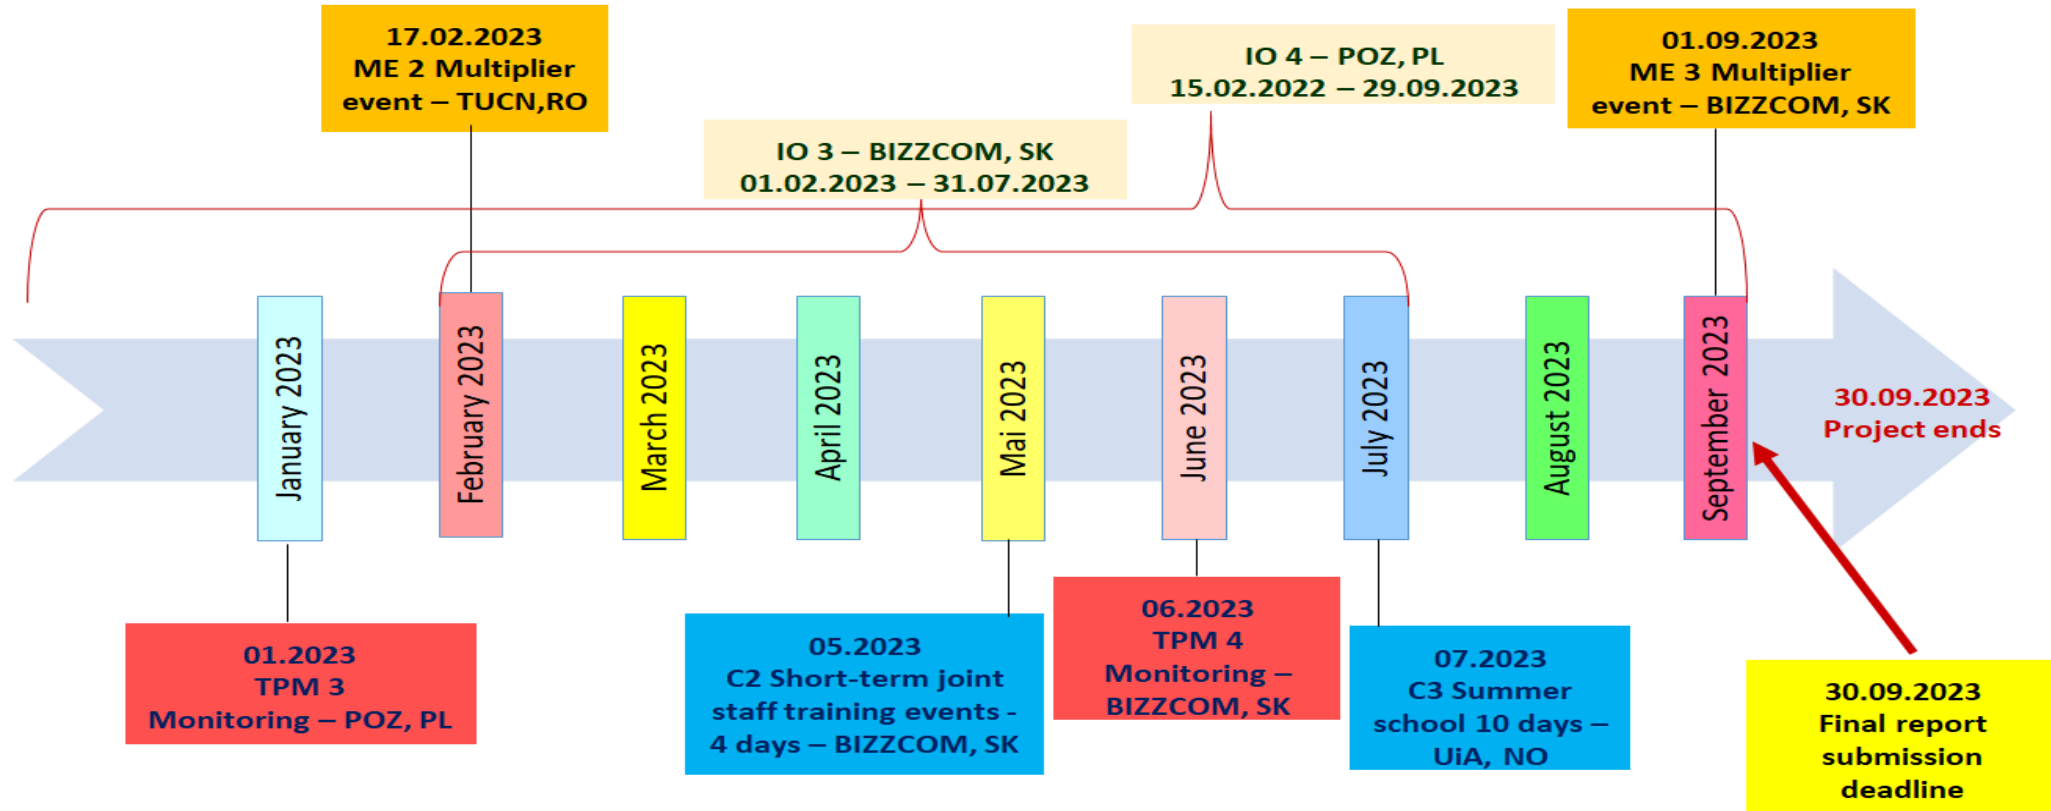 17.02.2023
ME 2 Multiplier
event – TUCN,RO
IO 3 – BIZZCOM, SK
01.02.2023 – 31.07.2023
IO 4 – POZ, PL
15.02.2022 – 29.09.2023
01.09.2023
ME 3 Multiplier
event – BIZZCOM, SK
January 2023
February 2023
March 2023
April 2023
Mai 2023
June 2023
July 2023
August 2023
September 2023
30.09.2023
Project ends
01.2023
TPM 3
Monitoring – POZ, PL
05.2023
C2 Short-term joint
staff training events -
4 days – BIZZCOM, SK
06.2023
TPM 4
Monitoring –
BIZZCOM, SK
07.2023
C3 Summer
school 10 days –
UiA, NO
30.09.2023
Final report
submission
deadline